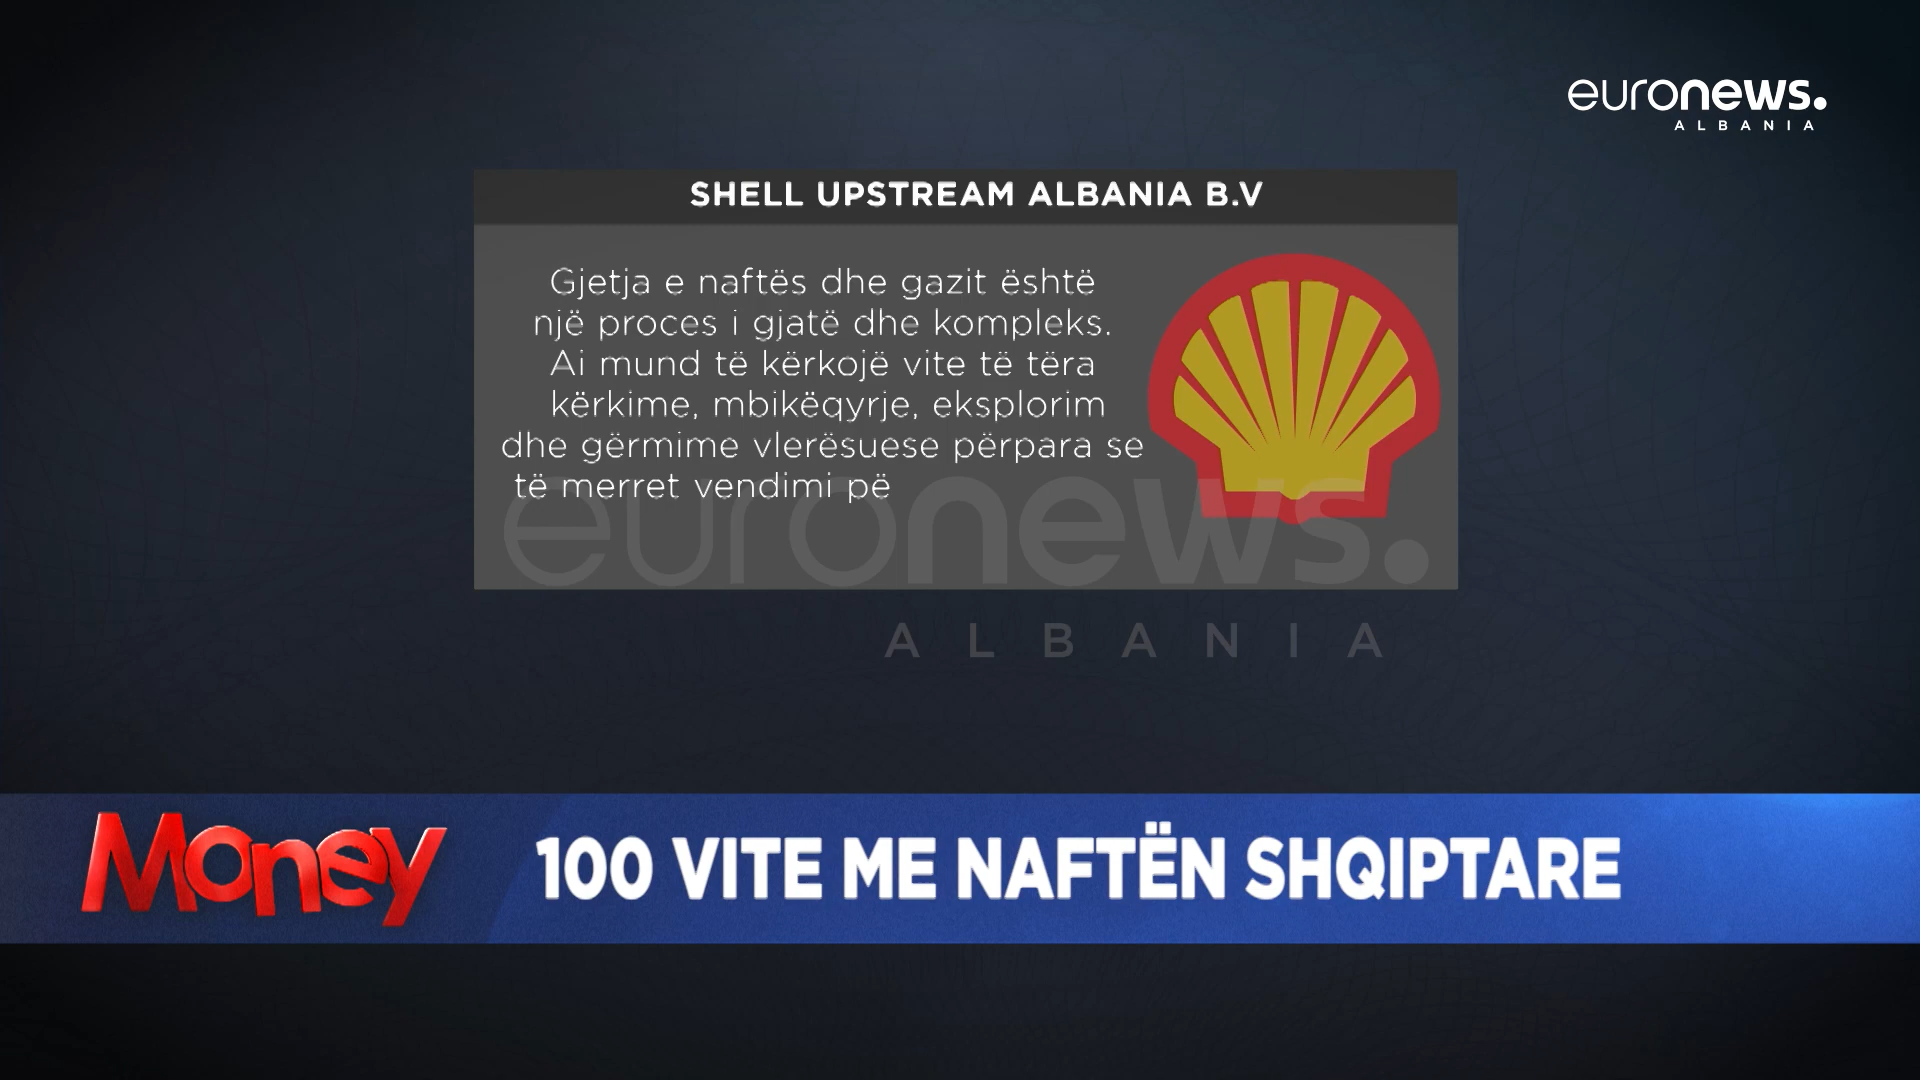 euronews.
ALBANIA
SHELL UPSTREAM ALBANIA B.V
Gjetja e naftës dhe gazit është
një proces i gjatë dhe kompleks.
Ai mund të kërkojë vite të tëra
kërkime, mbikëqyrje, eksplorim
dhe gërmime vlerësuese përpara se
të merret vendimi pë
euronews.
ALBANIA
Money
100 VITE ME NAFTËN SHQIPTARE